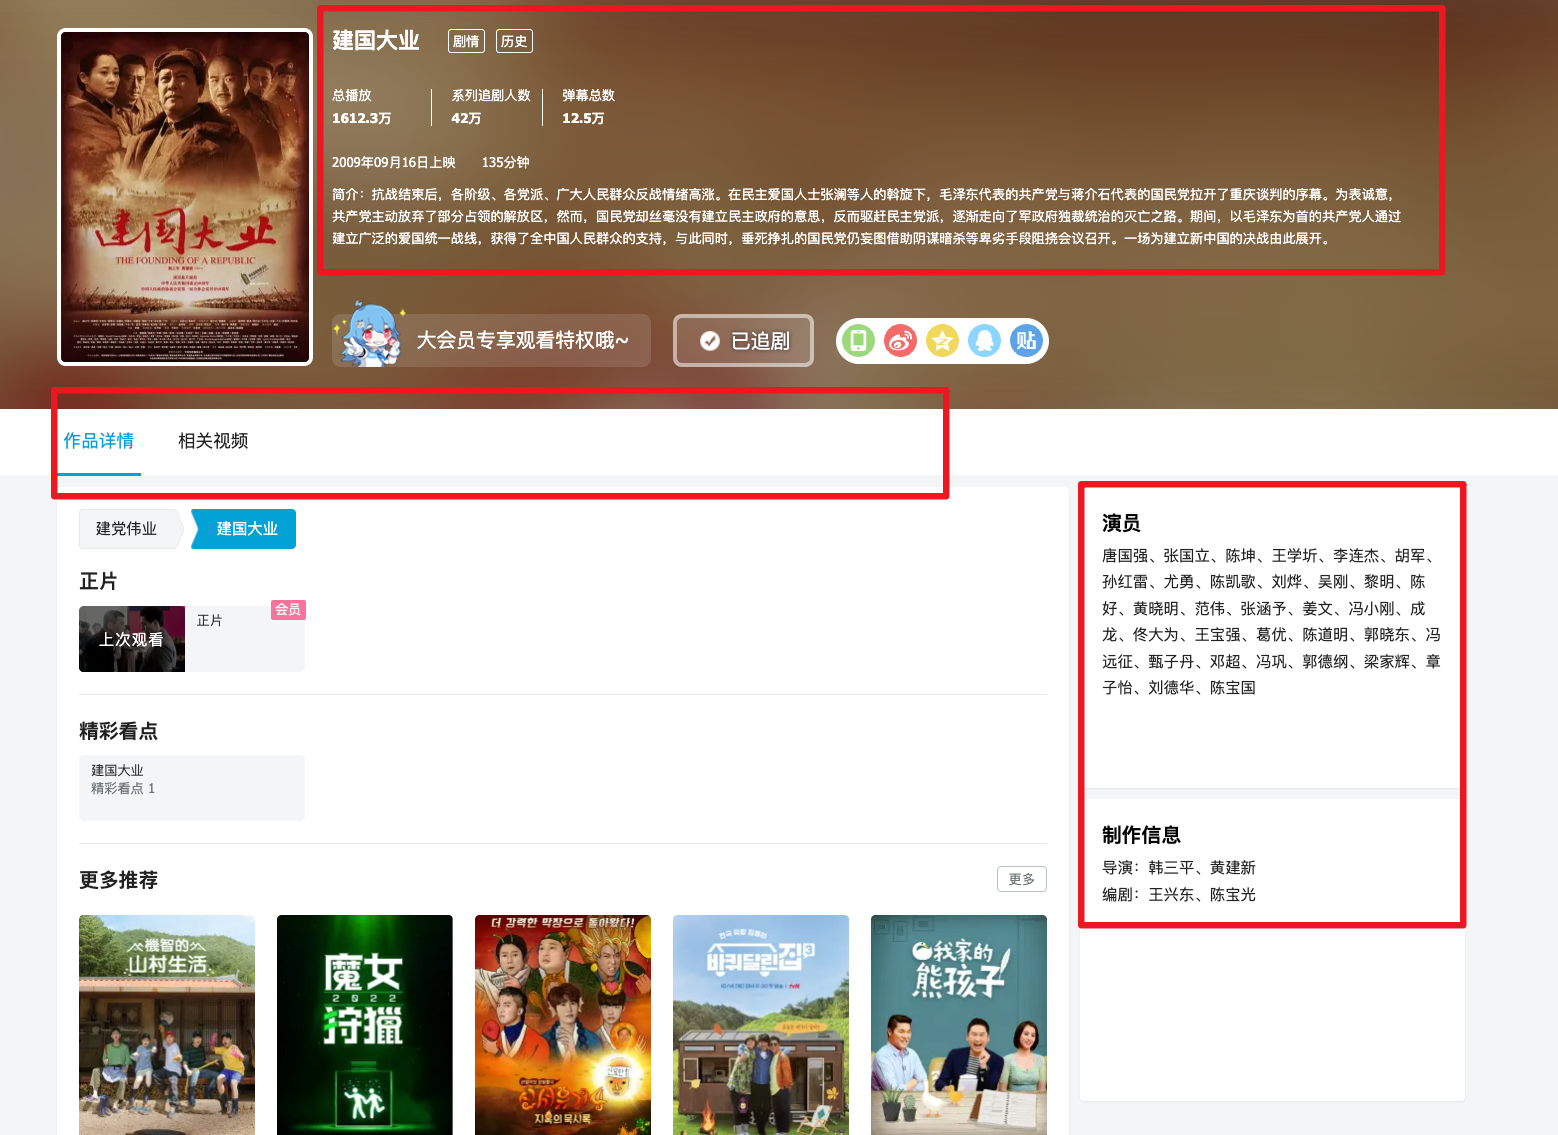 建国大业
剧情
历史
总播放
系列追剧人数
弹幕总数
1612.3万
42万
12.5万
2009年09月16日上映
135分钟
简介：抗战结束后，各阶级、各党派、广大人民群众反战情绪高涨。在民主爱国人士张澜等人的斡旋下，毛泽东代表的共产党与蒋介石代表的国民党拉开了重庆谈判的序幕。为表诚意，
共产党主动放弃了部分占领的解放区，然而，国民党却丝毫没有建立民主政府的意思，反而驱赶民主党派，逐渐走向了军政府独裁统治的灭亡之路。期间，以毛泽东为首的共产党人通过
建立广泛的爱国统一战线，获得了全中国人民群众的支持，与此同时，垂死挣扎的国民党仍妄图借助阴谋暗杀等卑劣手段阻挠会议召开。一场为建立新中国的决战由此展开。
建国大业
THE FOUNDING OF A REPUBLIC
大会员专享观看特权哦~
已追剧
贴
作品详情
相关视频
建党伟业
建国大业
正片
上次观看
正片
会员
精彩看点
建国大业
精彩看点 1
更多推荐
更多
機智的
山村生活
魔女
2022
狩獵
더 강력한 막장으로 돌아왔다!
신서유기
지옥의 묵시록
바퀴달린집3
我家的
熊孩子
演员
唐国强、张国立、陈坤、王学圻、李连杰、胡军、
孙红雷、尤勇、陈凯歌、刘烨、吴刚、黎明、陈
好、黄晓明、范伟、张涵予、姜文、冯小刚、成
龙、佟大为、王宝强、葛优、陈道明、郭晓东、冯
远征、甄子丹、邓超、冯巩、郭德纲、梁家辉、章
子怡、刘德华、陈宝国
制作信息
导演：韩三平、黄建新
编剧：王兴东、陈宝光